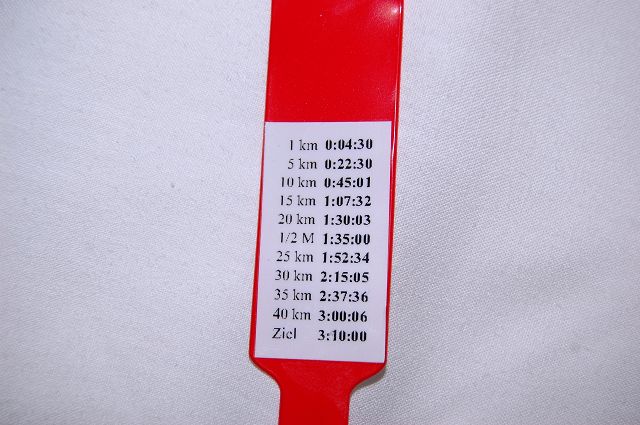 1 km 0:04:30
5 km 0:22:30
10 km 0:45:01
15 km 1:07:32
20 km 1:30:03
1/2 M 1:35:00
25 km 1:52:34
30 km 2:15:05
35 km 2:37:36
40 km 3:00:06
Ziel 3:10:00